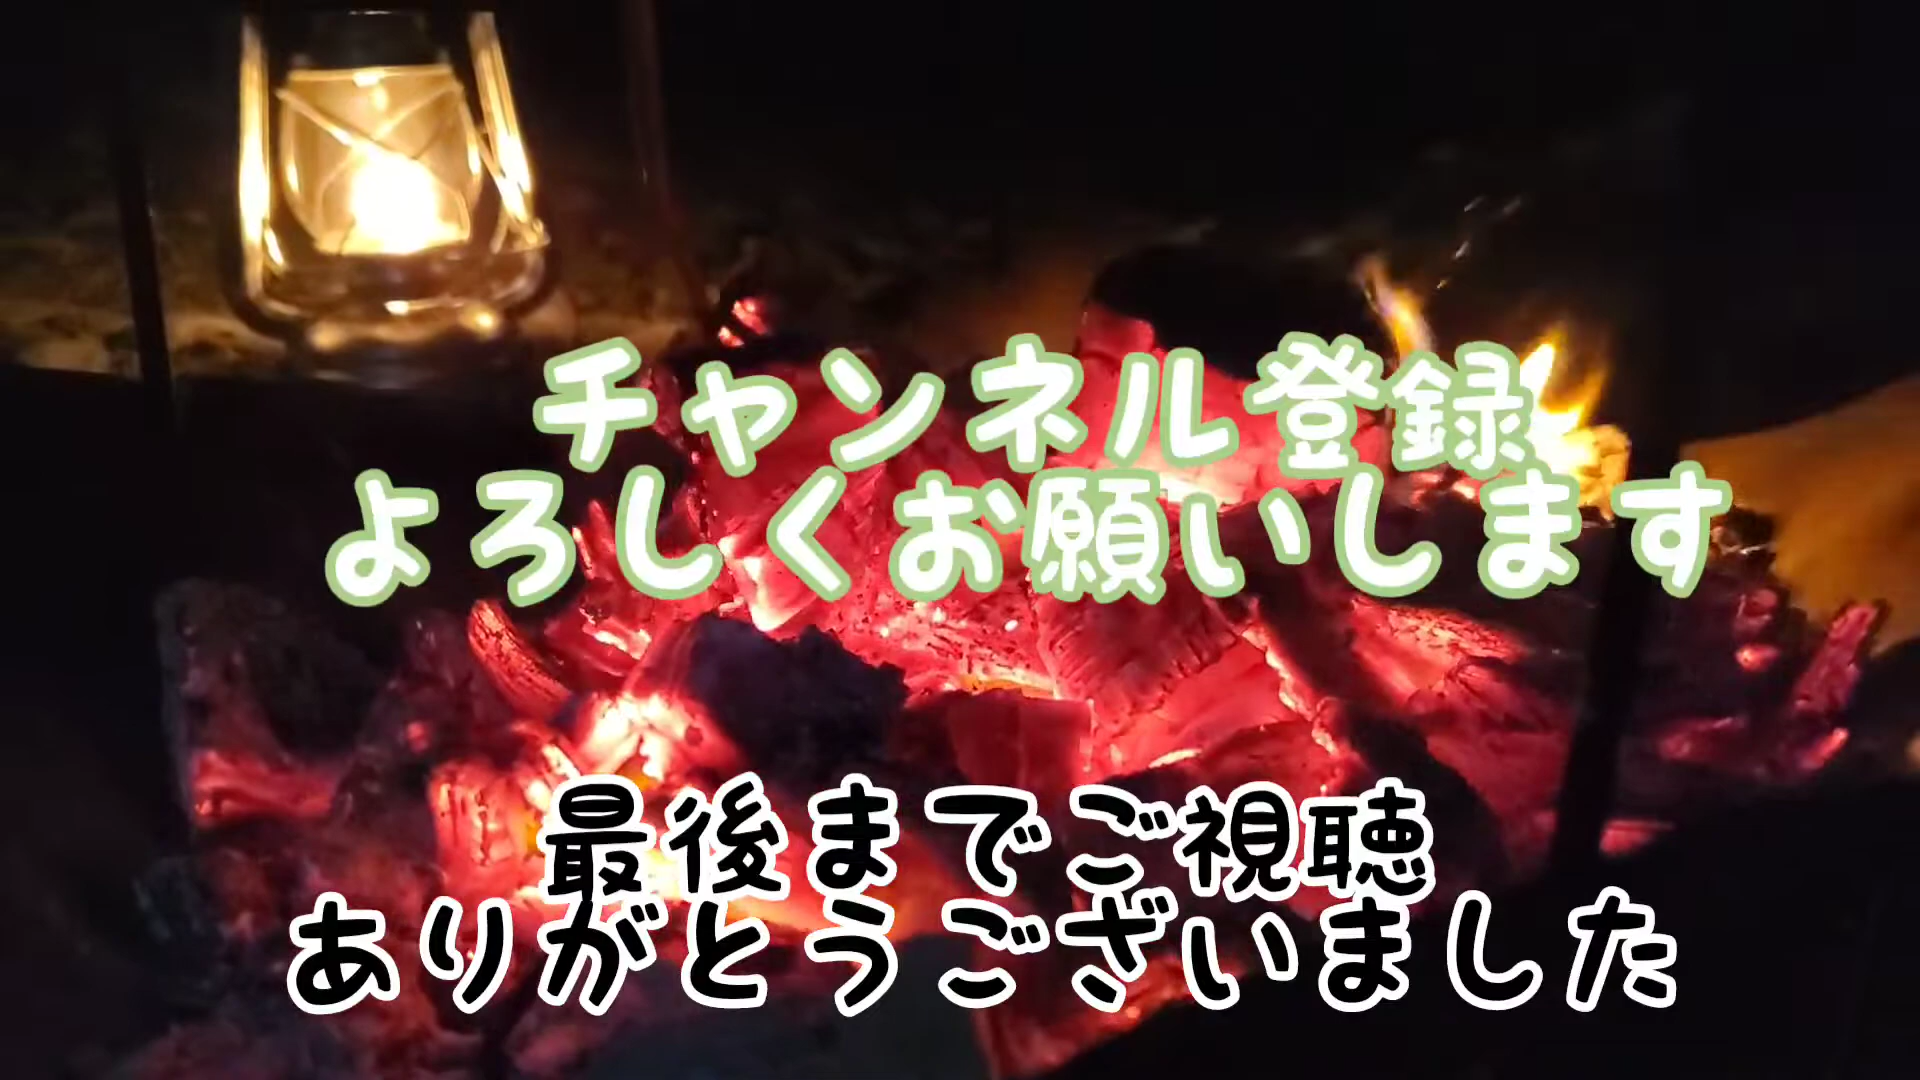 チャンネル登録
よろしくお願いします
最後までご視聴
ありがとうございました